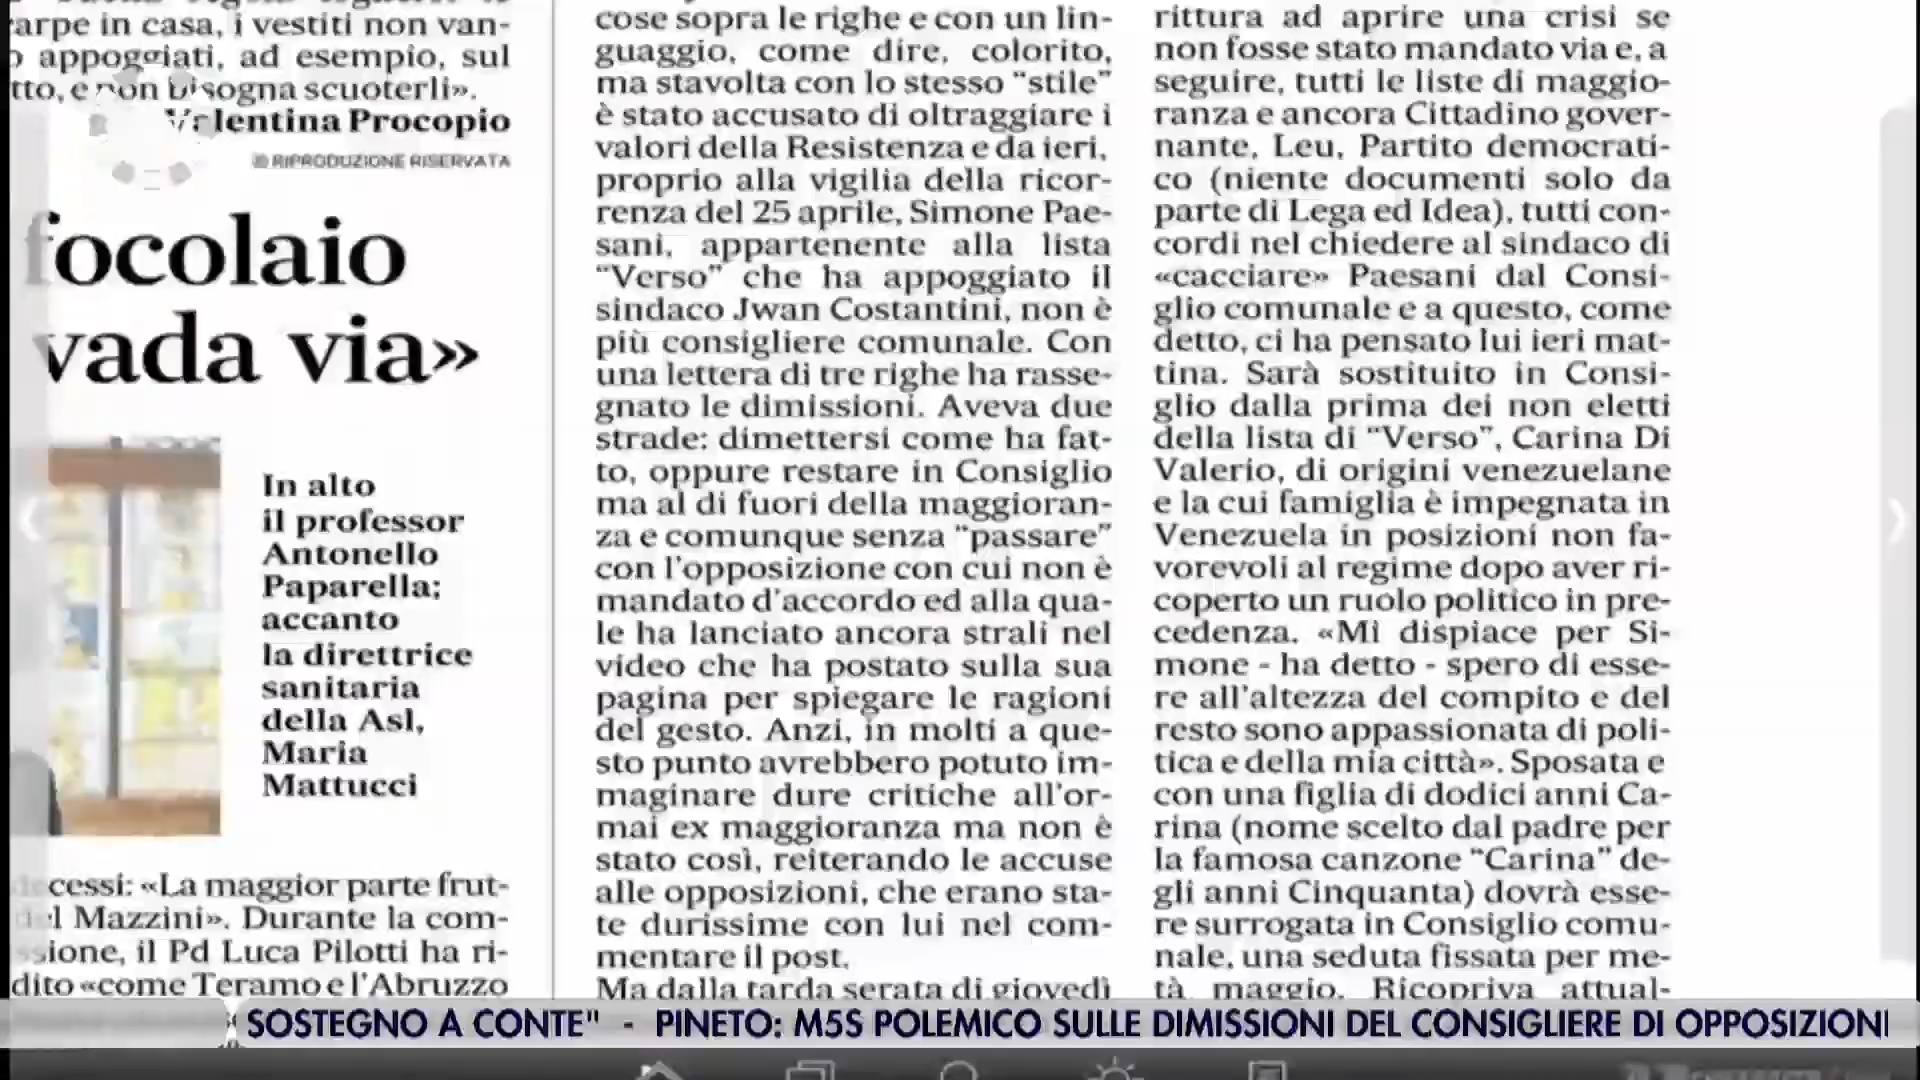 arpe in casa, i vestiti non van-
appoggiati, ad esempio, sul
tto, e non bisogna scuoterli».
Valentina Procopio
RIPRODUZIONE RISERVATA
focolaio
vada via»
In alto
il professor
Antonello
Paparella;
accanto
la direttrice
sanitaria
della Asl,
Maria
Mattucci
cessi: «La maggior parte frut-
l Mazzini». Durante la com-
ssione, il Pd Luca Pilotti ha ri-
dito «come Teramo e l'Abruzzo
cose sopra le righe e con un lin-
guaggio, come dire, colorito,
ma stavolta con lo stesso "stile"
è stato accusato di oltraggiare i
valori della Resistenza e da ieri,
proprio alla vigilia della ricor-
renza del 25 aprile, Simone Pae-
sani, appartenente alla lista
"Verso" che ha appoggiato il
sindaco Jwan Costantini, non è
più consigliere comunale. Con
una lettera di tre righe ha rasse-
gnato le dimissioni. Aveva due
strade: dimettersi come ha fat-
to, oppure restare in Consiglio
ma al di fuori della maggioran-
za e comunque senza "passare"
con l'opposizione con cui non è
mandato d'accordo ed alla qua-
le ha lanciato ancora strali nel
video che ha postato sulla sua
pagina per spiegare le ragioni
del gesto. Anzi, in molti a que-
sto punto avrebbero potuto im-
maginare dure critiche all'or-
mai ex maggioranza ma non è
stato così, reiterando le accuse
alle opposizioni, che erano sta-
te durissime con lui nel com-
mentare il post.
Ma dalla tarda serata di giovedì
rittura ad aprire una crisi se
non fosse stato mandato via e, a
seguire, tutti le liste di maggio-
ranza e ancora Cittadino gover-
nante, Leu, Partito democrati-
co (niente documenti solo da
parte di Lega ed Idea), tutti con-
cordi nel chiedere al sindaco di
«cacciare» Paesani dal Consi-
glio comunale e a questo, come
detto, ci ha pensato lui ieri mat-
tina. Sarà sostituito in Consi-
glio dalla prima dei non eletti
della lista di "Verso", Carina Di
Valerio, di origini venezuelane
e la cui famiglia è impegnata in
Venezuela in posizioni non fa-
vorevoli al regime dopo aver ri-
coperto un ruolo politico in pre-
cedenza. «Mi dispiace per Si-
mone - ha detto - spero di esse-
re all'altezza del compito e del
resto sono appassionata di poli-
tica e della mia città». Sposata e
con una figlia di dodici anni Ca-
rina (nome scelto dal padre per
la famosa canzone "Carina" de-
gli anni Cinquanta) dovrà esse-
re surrogata in Consiglio comu-
nale, una seduta fissata per me-
tà maggio. Ricopriva attual-
SOSTEGNO A CONTE" - PINETO: M5S POLEMICO SULLE DIMISSIONI DEL CONSIGLIERE DI OPPOSIZIONI